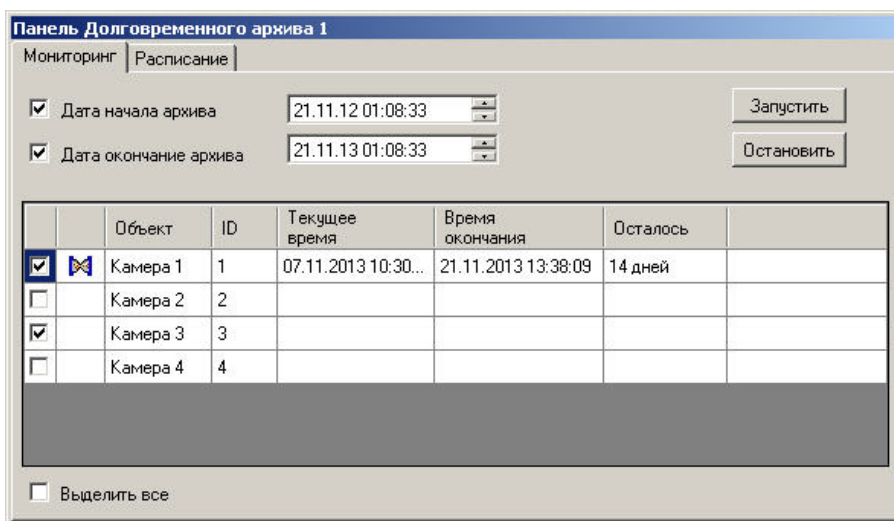 Панель Долговременного архива 1
Мониторинг Расписание
Дата начала архива 21.11.12 01:08:33 Запустить
Дата окончание архива 21.11.13 01:08:33 Остановить
Объект ID Текущее время Время окончания Осталось
Камера 1 1 07.11.2013 10:30... 21.11.2013 13:38:09 14 дней
Камера 2 2
Камера 3 3
Камера 4 4
Выделить все